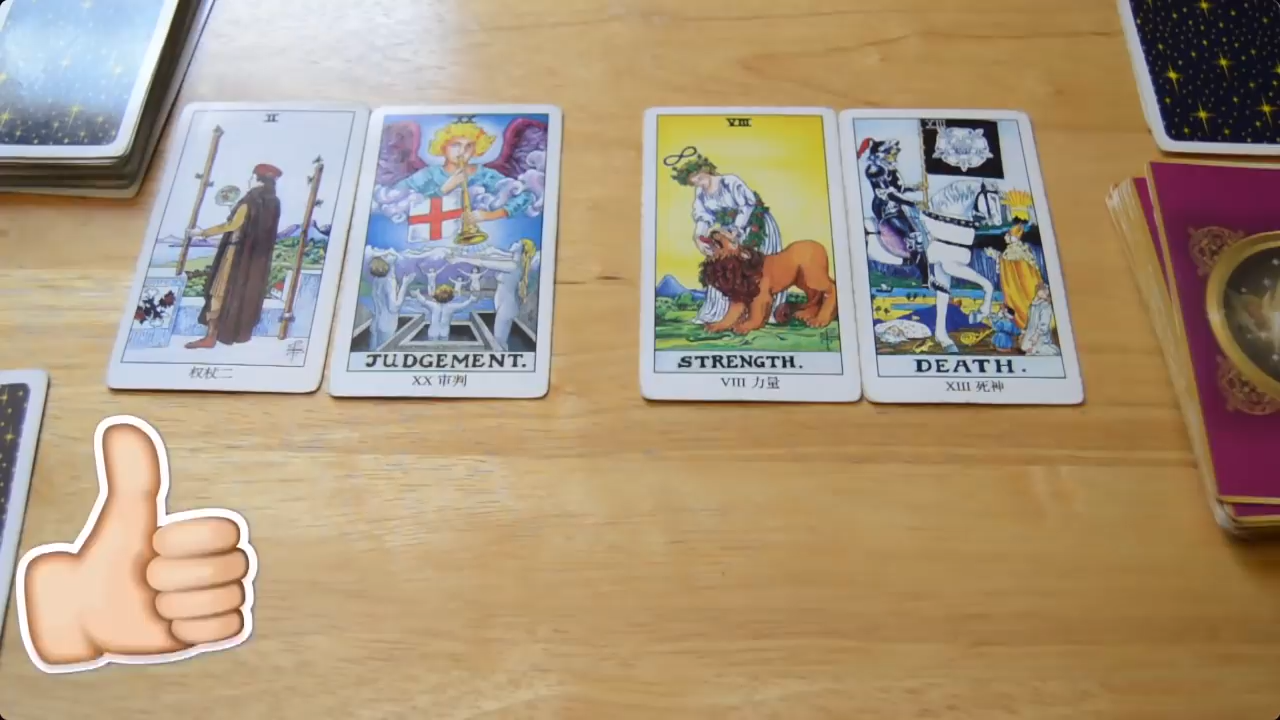 II
权杖二
XX
JUDGEMENT.
XX 审判
VIII
STRENGTH.
VIII 力量
XIII
DEATH.
XIII 死神